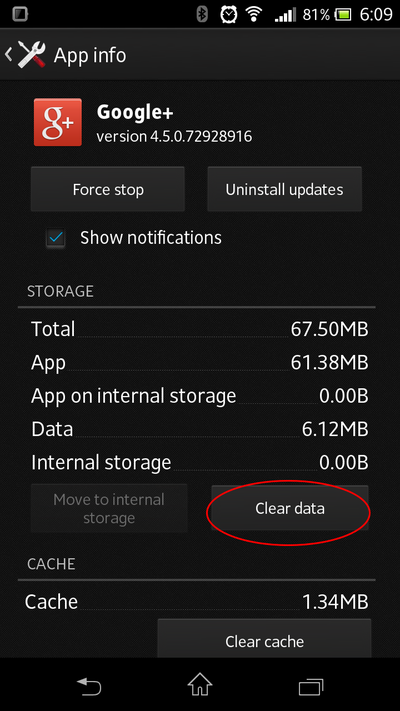 81% 6:09
App info
g+ Google+
version 4.5.0.72928916
Force stop Uninstall updates
Show notifications
STORAGE
Total 67.50MB
App 61.38MB
App on internal storage 0.00B
Data 6.12MB
Internal storage 0.00B
Move to internal
storage
Clear data
CACHE
Cache 1.34MB
Clear cache